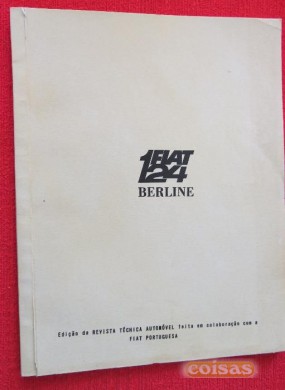 FIAT
124
BERLINE
Edição da REVISTA TÉCNICA AUTOMÓVEL feita em colaboração com a
FIAT PORTUGUESA
coisas